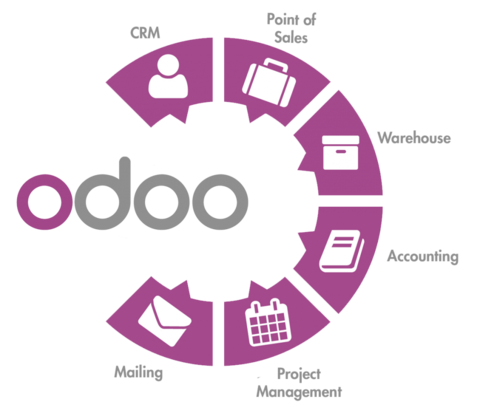 CRM
Point of
Sales
Warehouse
odoo
Accounting
Mailing
Project
Management